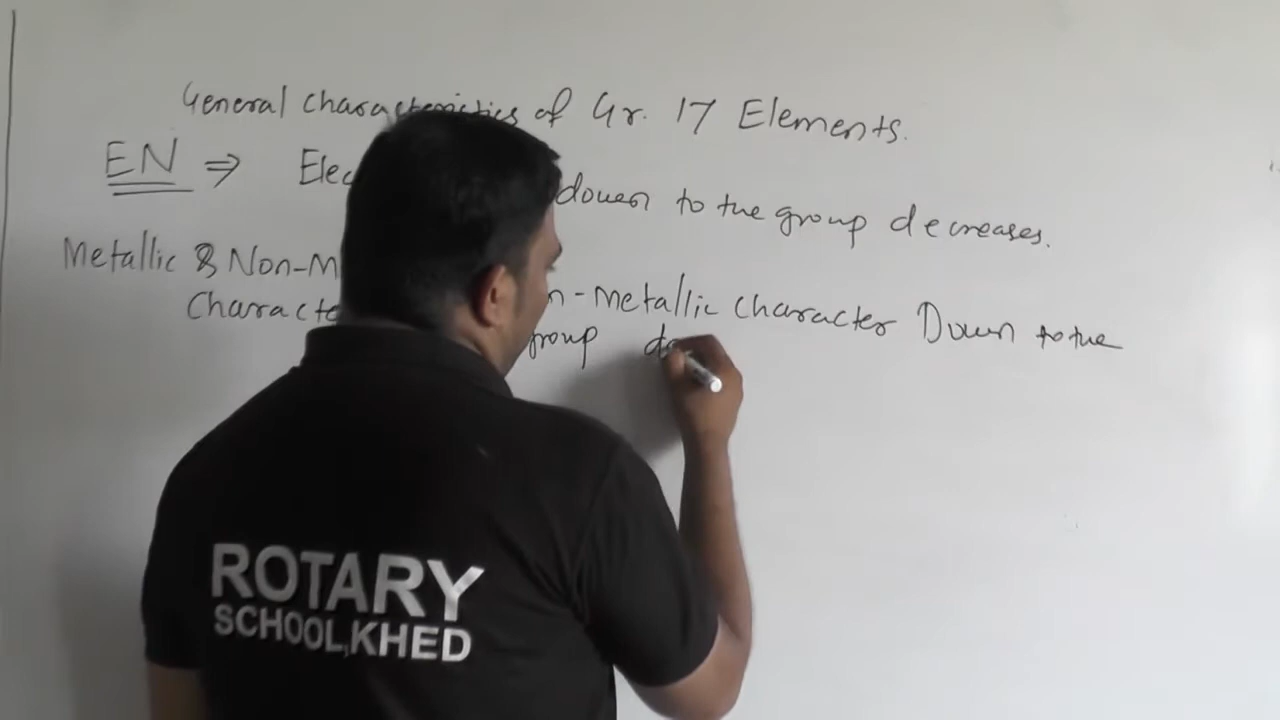 General characteristics of Gr. 17 Elements.
EN ⇒ Elec down to the group decreases.
Metallic & Non-M
Characte n-metallic character Down to the
group de
ROTARY
SCHOOL,KHED